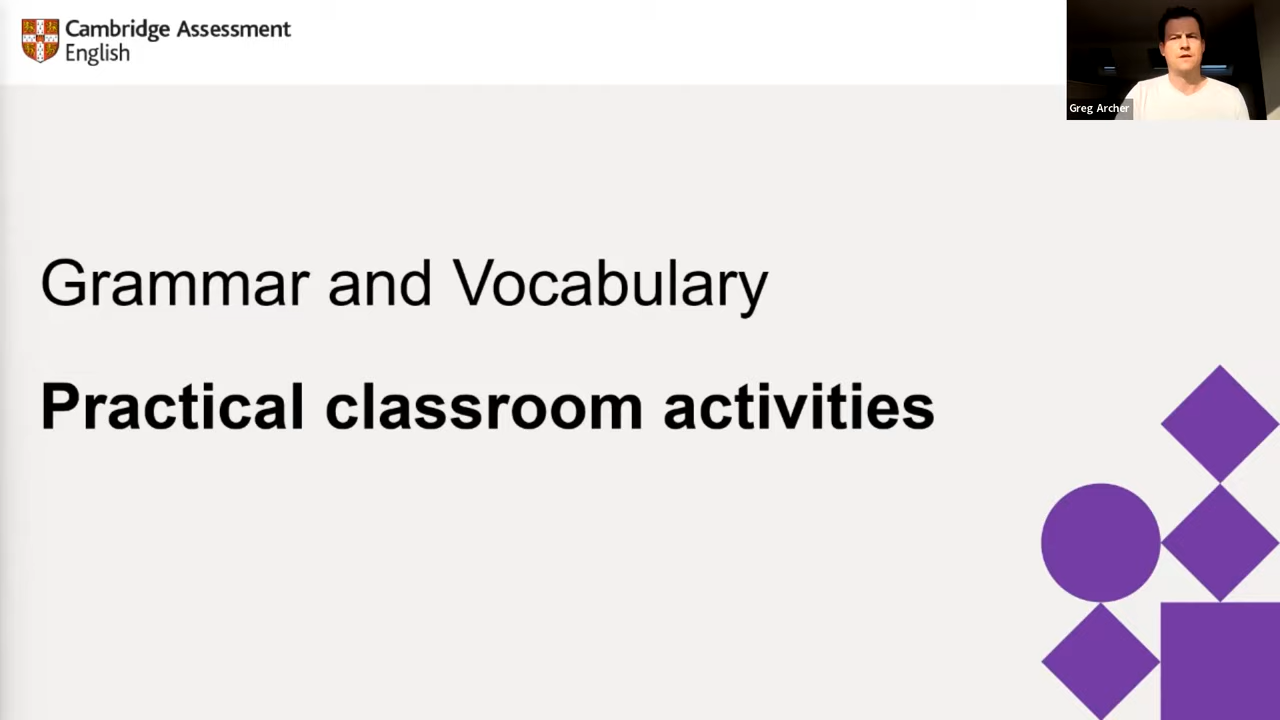 Cambridge Assessment
English
Greg Archer
Grammar and Vocabulary
Practical classroom activities